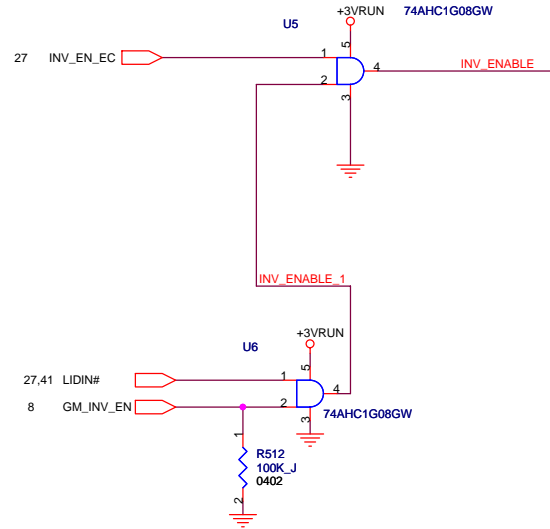 +3VRUN 74AHC1G08GW
U5
5
27 INV_EN_EC 1
4 INV_ENABLE
2
3
INV_ENABLE_1
+3VRUN
U6
5
27,41 LIDIN# 1
4
8 GM_INV_EN 2
74AHC1G08GW
3
1
R512
100K_J
0402
2